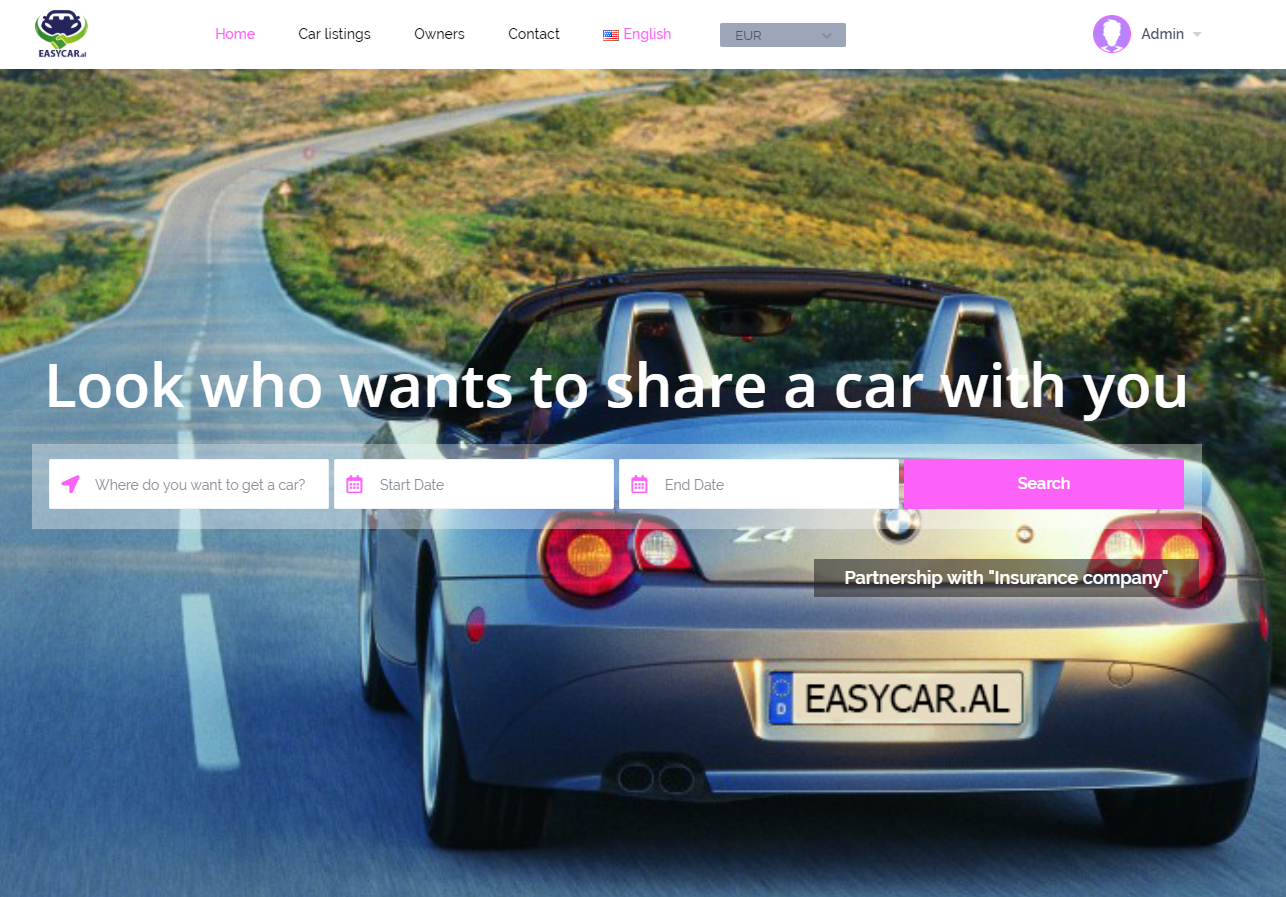 EASYCAR.al
Home
Car listings
Owners
Contact
English
EUR
Admin
Look who wants to share a car with you
Where do you want to get a car?
Start Date
End Date
Search
Z4
Partnership with "Insurance company"
D
EASYCAR.AL